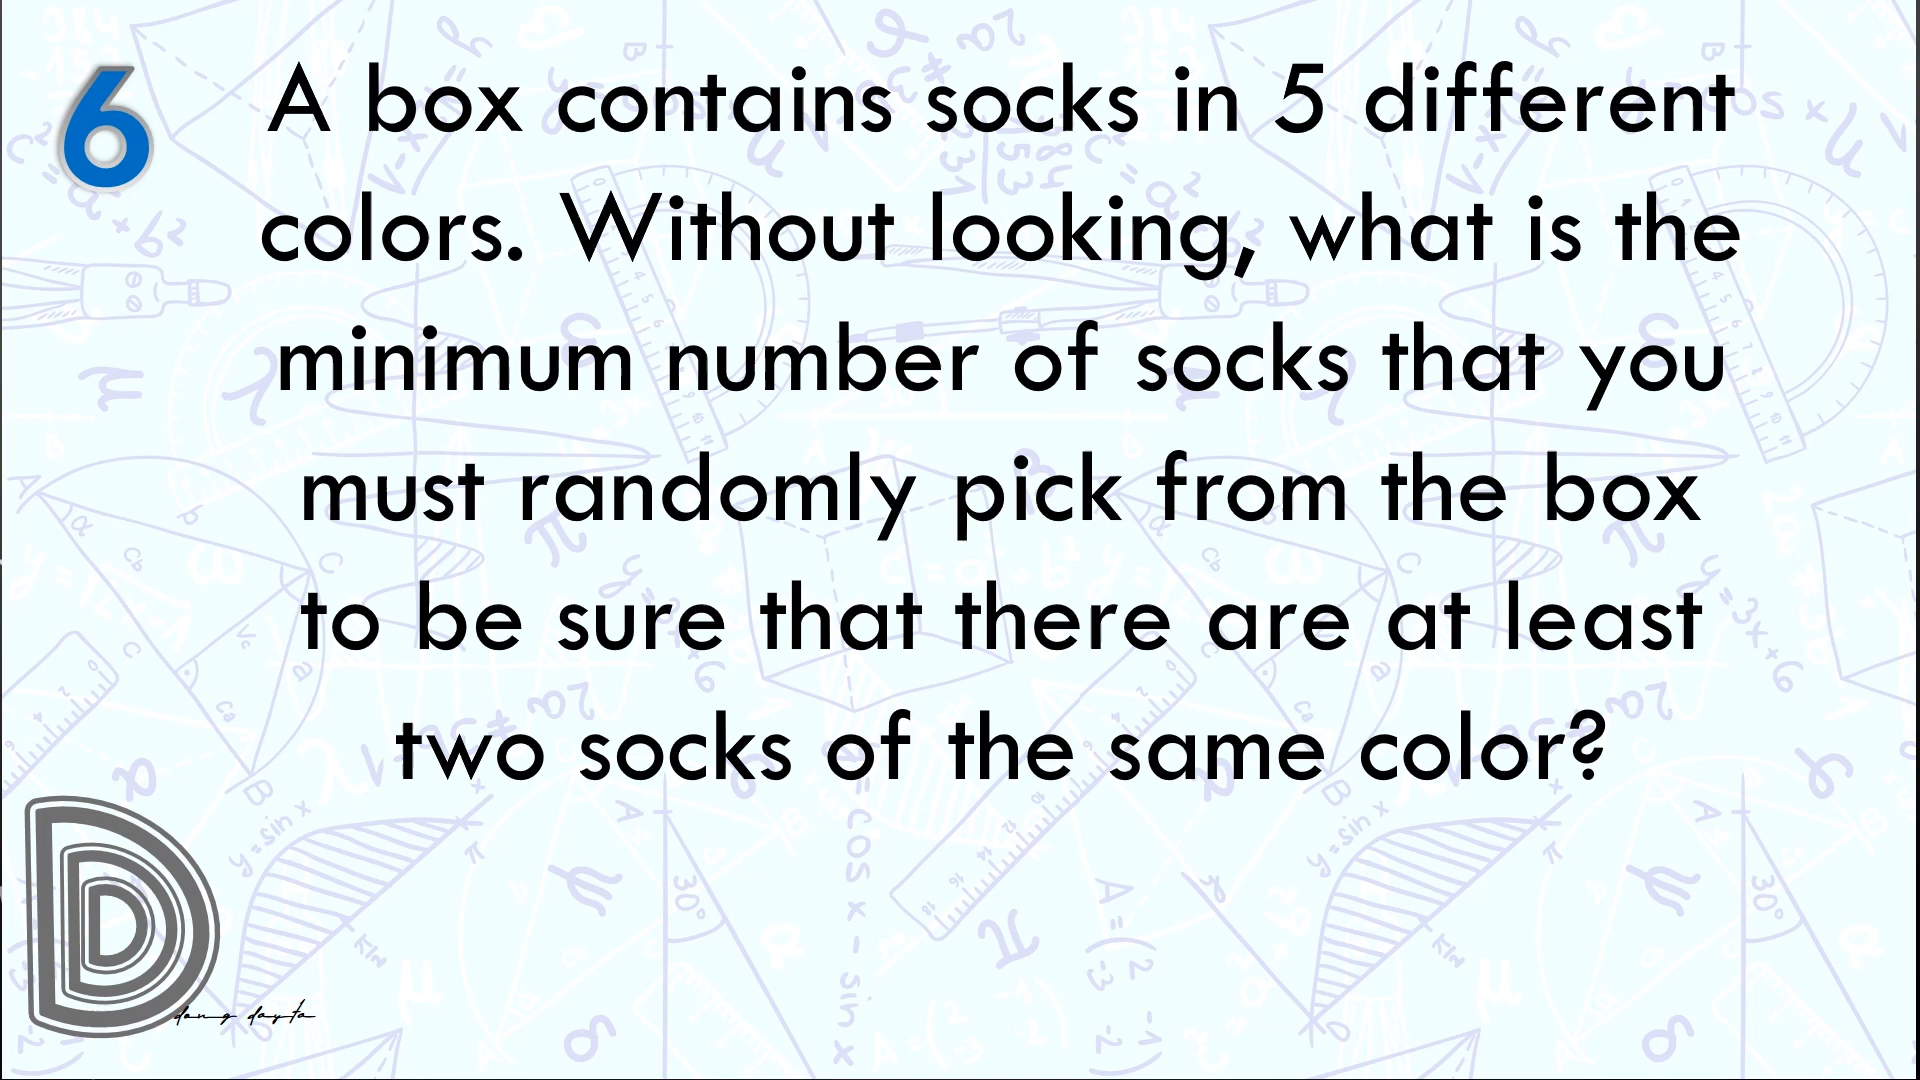 6
A box contains socks in 5 different
colors. Without looking, what is the
minimum number of socks that you
must randomly pick from the box
to be sure that there are at least
two socks of the same color?
D
dong dayta